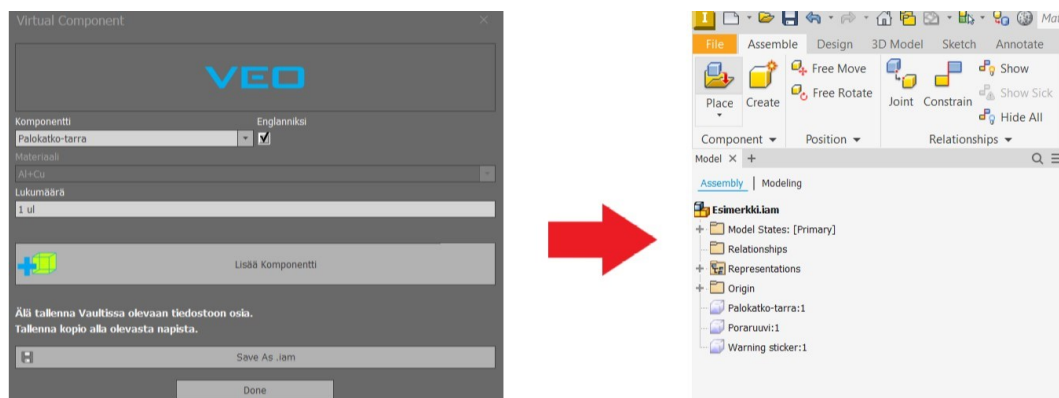 Virtual Component
VEO
Komponentti Englanniksi
Palokatko-tarra
Materiaali
Al+Cu
Lukumäärä
1 ul
Lisää Komponentti
Älä tallenna Vaultissa olevaan tiedostoon osia.
Tallenna kopio alla olevasta napista.
Save As .iam
Done
File Assemble Design 3D Model Sketch Annotate
Place Create Free Move Joint Constrain Show
Free Rotate Show Sick
Hide All
Component Position Relationships
Model × +
Assembly | Modeling
Esimerkki.iam
Model States: [Primary]
Relationships
Representations
Origin
Palokatko-tarra:1
Poraruuvi:1
Warning sticker:1